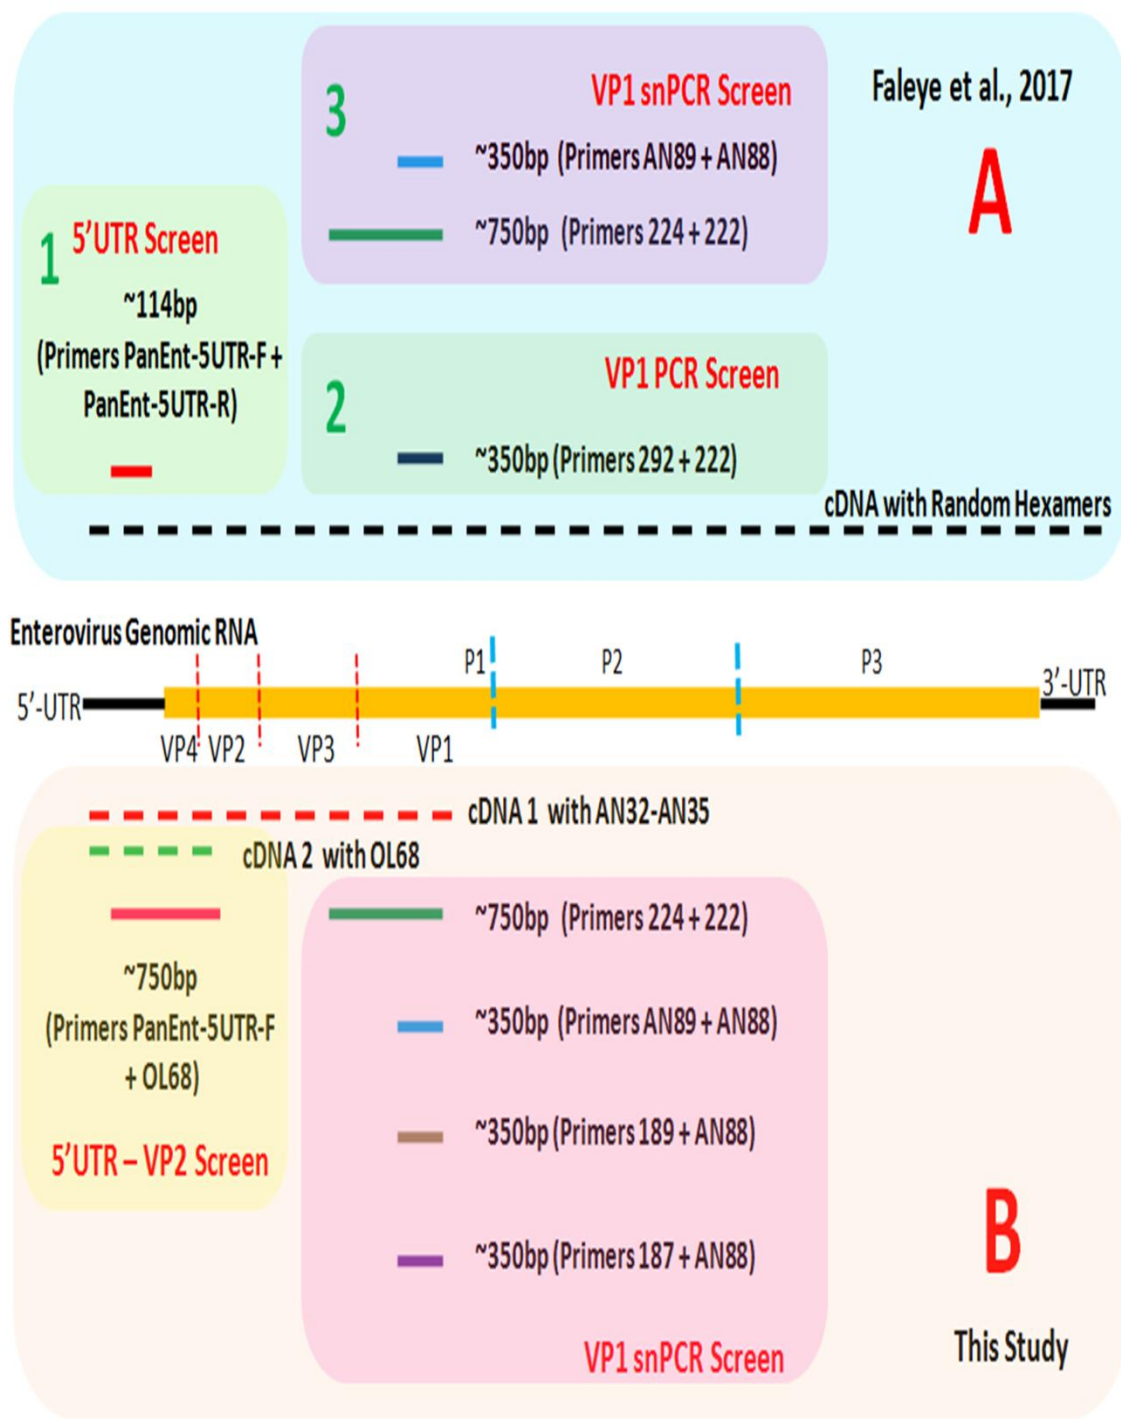 Faleye et al., 2017
A
3
VP1 snPCR Screen
~350bp (Primers AN89 + AN88)
~750bp (Primers 224 + 222)
1
5’UTR Screen
~114bp
(Primers PanEnt-5UTR-F +
PanEnt-5UTR-R)
2
VP1 PCR Screen
~350bp (Primers 292 + 222)
cDNA with Random Hexamers
Enterovirus Genomic RNA
P1 P2 P3
5’-UTR 3’-UTR
VP4 VP2 VP3 VP1
cDNA 1 with AN32-AN35
cDNA 2 with OL68
~750bp
(Primers PanEnt-5UTR-F
+ OL68)
5’UTR – VP2 Screen
~750bp (Primers 224 + 222)
~350bp (Primers AN89 + AN88)
~350bp (Primers 189 + AN88)
~350bp (Primers 187 + AN88)
VP1 snPCR Screen
B
This Study